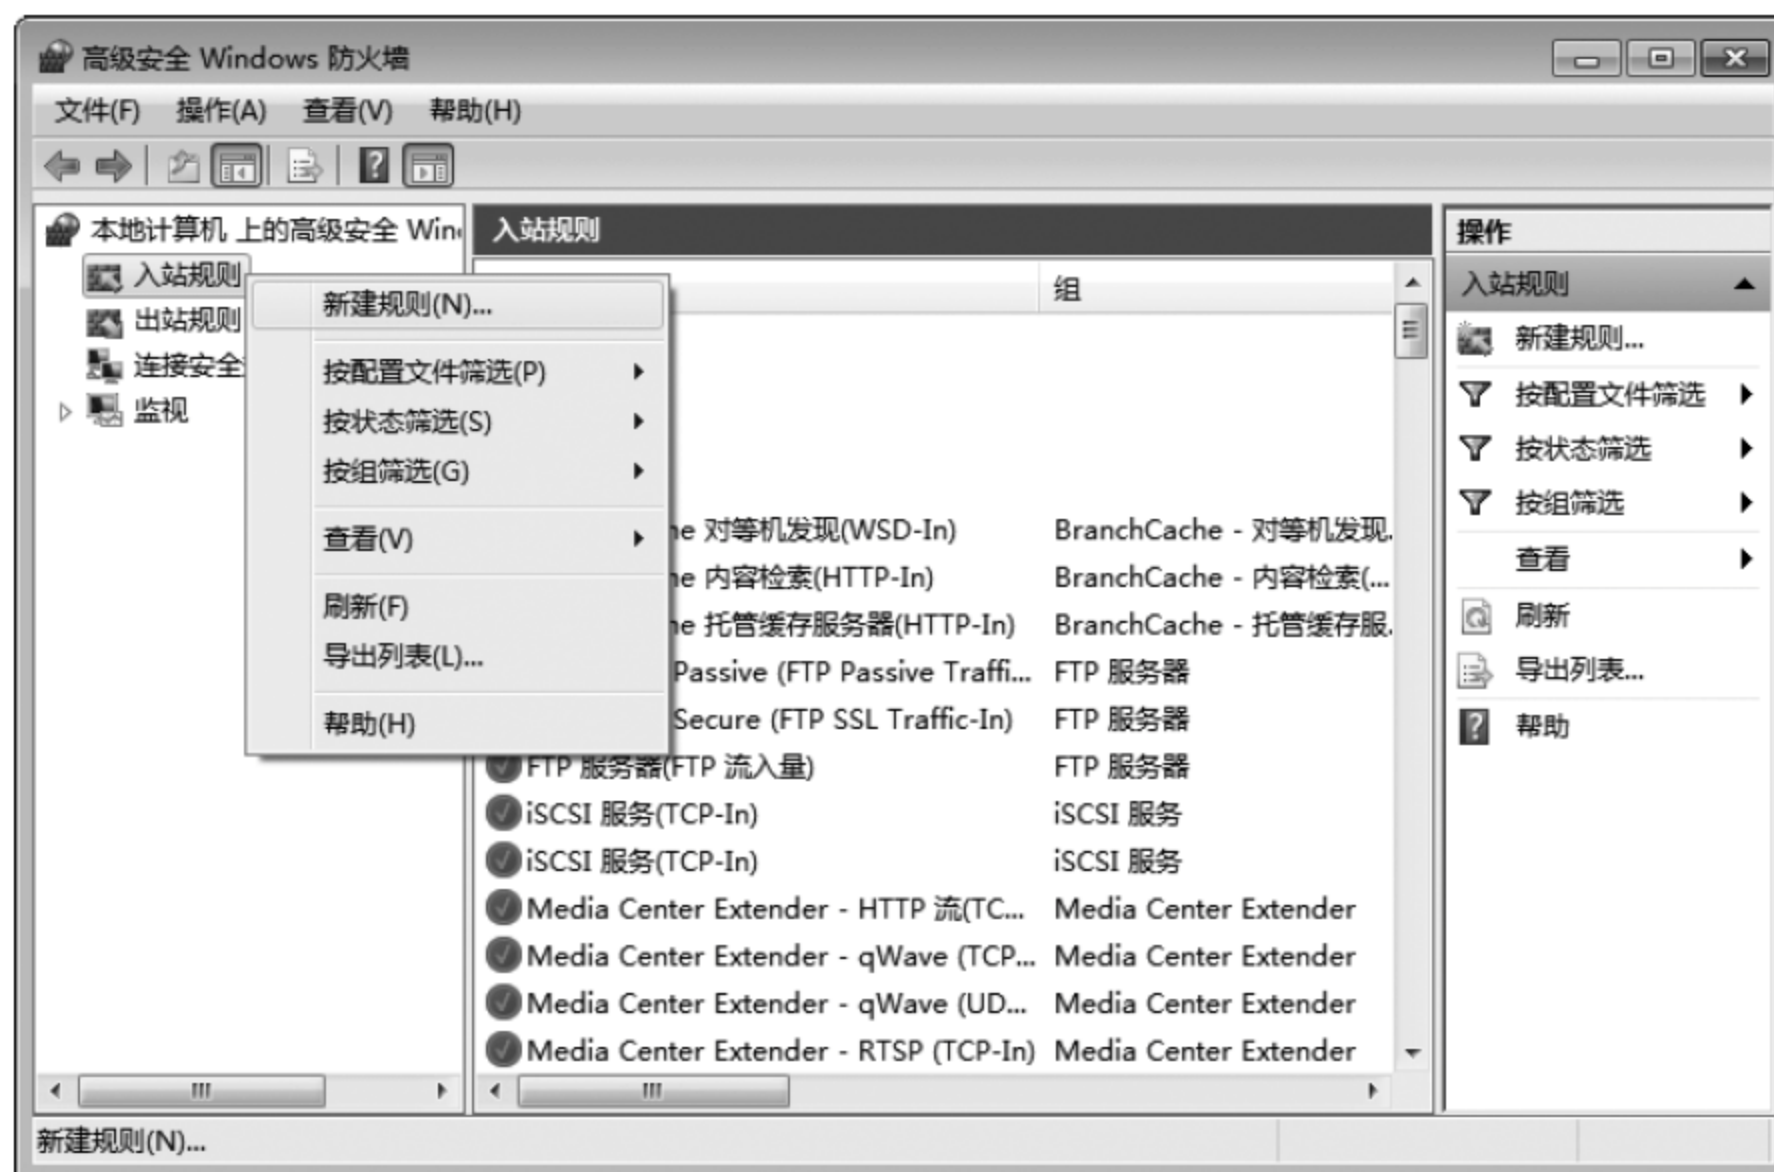 高级安全 Windows 防火墙
文件(F) 操作(A) 查看(V) 帮助(H)
本地计算机 上的高级安全 Win
入站规则
出站规则
连接安全
监视
新建规则(N)...
按配置文件筛选(P)
按状态筛选(S)
按组筛选(G)
查看(V)
刷新(F)
导出列表(L)...
帮助(H)
入站规则
组
he 对等机发现(WSD-In) BranchCache - 对等机发现.
he 内容检索(HTTP-In) BranchCache - 内容检索(...
he 托管缓存服务器(HTTP-In) BranchCache - 托管缓存服.
Passive (FTP Passive Traffi... FTP 服务器
Secure (FTP SSL Traffic-In) FTP 服务器
FTP 服务器(FTP 流入量) FTP 服务器
iSCSI 服务(TCP-In) iSCSI 服务
iSCSI 服务(TCP-In) iSCSI 服务
Media Center Extender - HTTP 流(TC... Media Center Extender
Media Center Extender - qWave (TCP... Media Center Extender
Media Center Extender - qWave (UD... Media Center Extender
Media Center Extender - RTSP (TCP-In) Media Center Extender
操作
入站规则
新建规则...
按配置文件筛选
按状态筛选
按组筛选
查看
刷新
导出列表...
帮助
新建规则(N)...